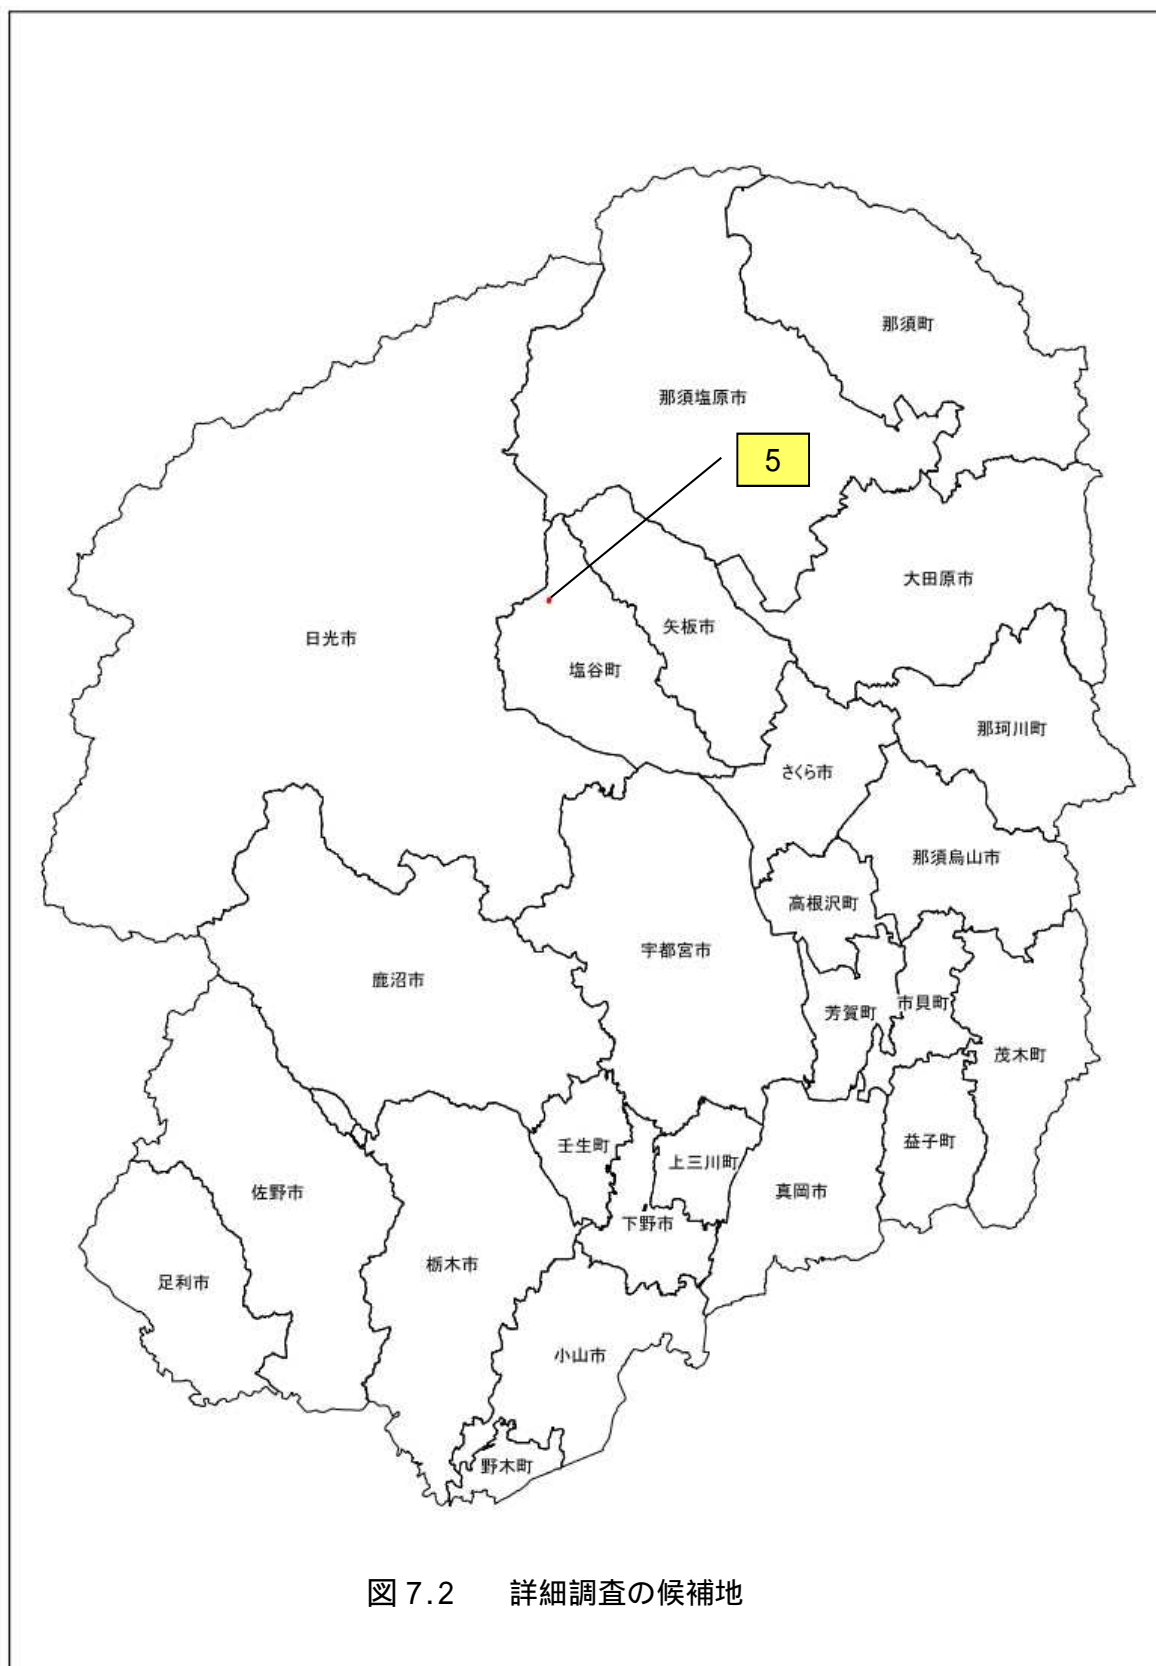 那須町
那須塩原市
5
大田原市
日光市
矢板市
塩谷町
那珂川町
さくら市
那須烏山市
高根沢町
宇都宮市
鹿沼市
芳賀町
市貝町
茂木町
壬生町
上三川町
益子町
真岡市
佐野市
下野市
栃木市
足利市
小山市
野木町
図 7.2 詳細調査の候補地